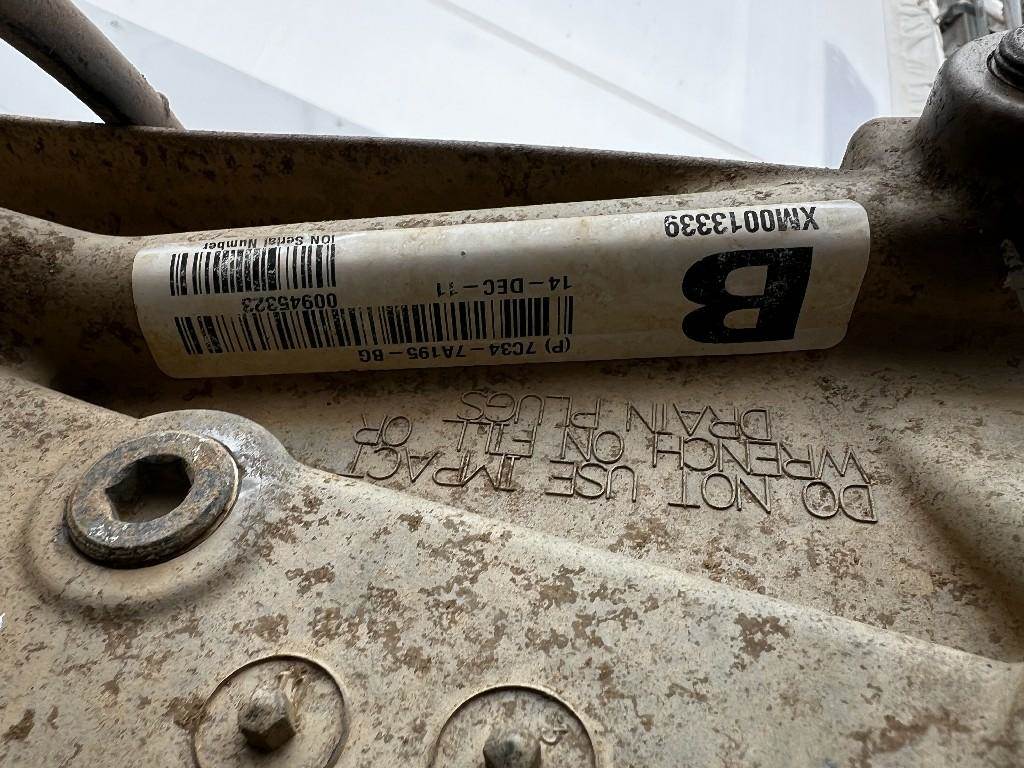 XM0013339
B
(P) 7C34-7A195-BG
14-DEC-11
00945323
ION Serial Number
DO NOT USE IMPACT
WRENCH ON FILL OR
DRAIN PLUGS